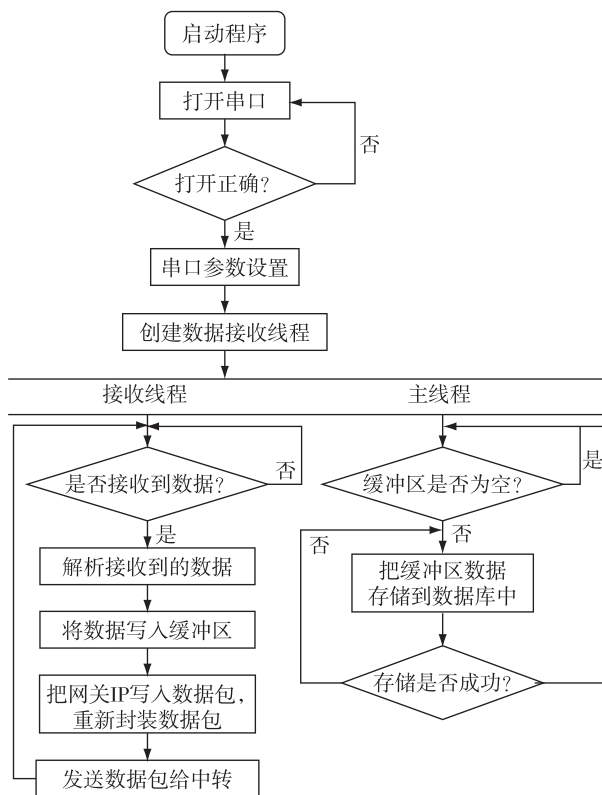 启动程序
打开串口
否
打开正确?
是
串口参数设置
创建数据接收线程
接收线程
主线程
是否接收到数据?
否
缓冲区是否为空?
是
是
否
否
解析接收到的数据
把缓冲区数据
存储到数据库中
将数据写入缓冲区
存储是否成功?
把网关IP写入数据包,
重新封装数据包
发送数据包给中转